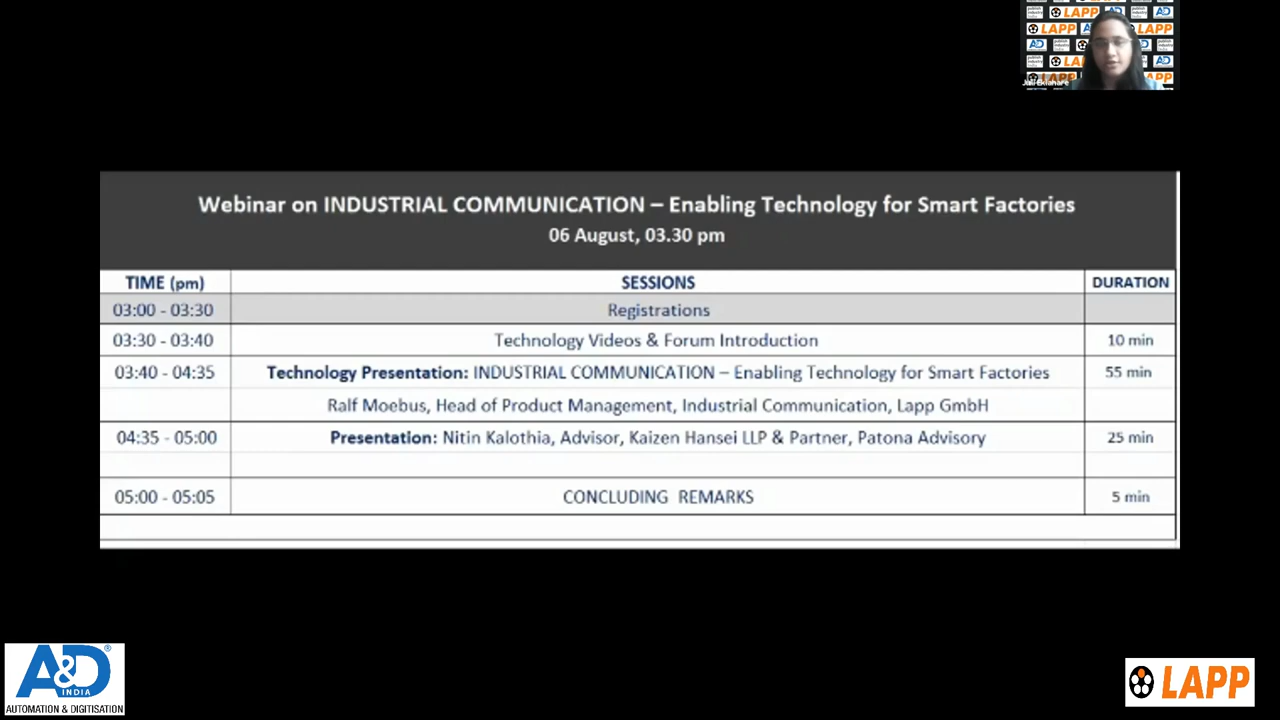 LAPP
A&D
Webinar on INDUSTRIAL COMMUNICATION – Enabling Technology for Smart Factories
06 August, 03.30 pm
TIME (pm) SESSIONS DURATION
03:00 - 03:30 Registrations
03:30 - 03:40 Technology Videos & Forum Introduction 10 min
03:40 - 04:35 Technology Presentation: INDUSTRIAL COMMUNICATION – Enabling Technology for Smart Factories 55 min
Ralf Moebus, Head of Product Management, Industrial Communication, Lapp GmbH
04:35 - 05:00 Presentation: Nitin Kalothia, Advisor, Kaizen Hansei LLP & Partner, Patona Advisory 25 min
05:00 - 05:05 CONCLUDING REMARKS 5 min
A&D®
INDIA
AUTOMATION & DIGITISATION
LAPP